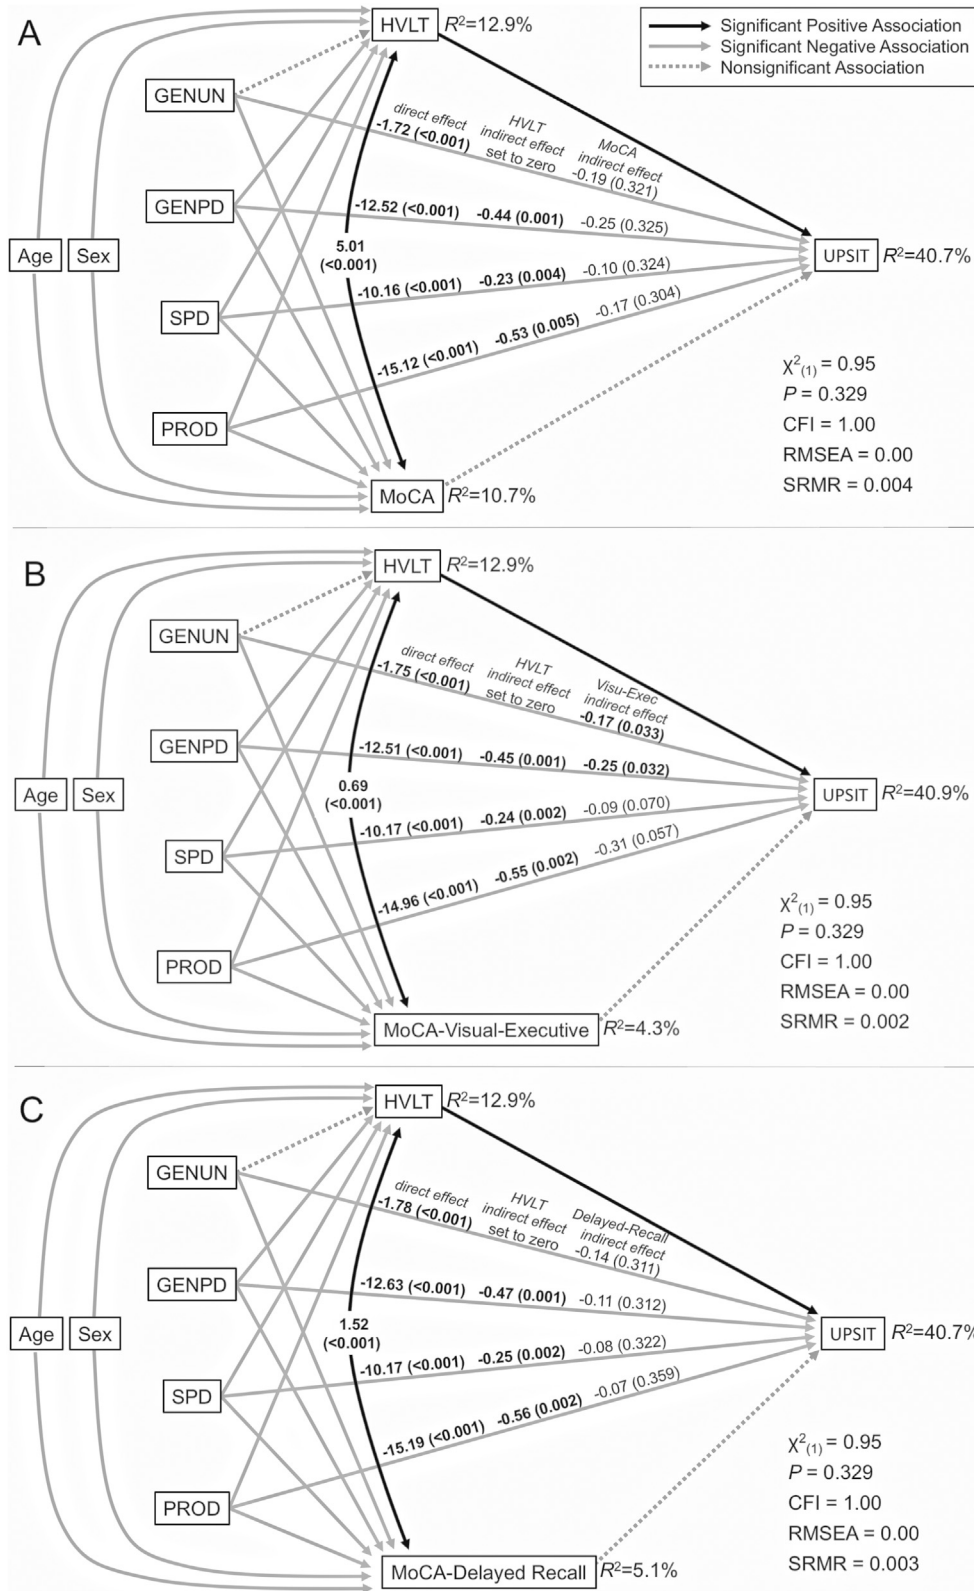 A
HVLT R²=12.9%
Significant Positive Association
Significant Negative Association
Nonsignificant Association
GENUN
direct effect HVLT MoCA
indirect effect indirect effect
-1.72 (<0.001) set to zero -0.19 (0.321)
GENPD
-12.52 (<0.001) -0.44 (0.001) -0.25 (0.325)
Age Sex
5.01
(<0.001)
UPSIT R²=40.7%
-10.16 (<0.001) -0.23 (0.004) -0.10 (0.324)
SPD
-15.12 (<0.001) -0.53 (0.005) -0.17 (0.304)
χ²(1) = 0.95
P = 0.329
CFI = 1.00
RMSEA = 0.00
SRMR = 0.004
PROD
MoCA R²=10.7%
B
HVLT R²=12.9%
GENUN
direct effect HVLT Visu-Exec
indirect effect indirect effect
-1.75 (<0.001) set to zero -0.17 (0.033)
GENPD
-12.51 (<0.001) -0.45 (0.001) -0.25 (0.032)
Age Sex
0.69
(<0.001)
UPSIT R²=40.9%
-10.17 (<0.001) -0.24 (0.002) -0.09 (0.070)
SPD
-14.96 (<0.001) -0.55 (0.002) -0.31 (0.057)
χ²(1) = 0.95
P = 0.329
CFI = 1.00
RMSEA = 0.00
SRMR = 0.002
PROD
MoCA-Visual-Executive R²=4.3%
C
HVLT R²=12.9%
GENUN
direct effect HVLT Delayed-Recall
indirect effect indirect effect
-1.78 (<0.001) set to zero -0.14 (0.311)
GENPD
-12.63 (<0.001) -0.47 (0.001) -0.11 (0.312)
Age Sex
1.52
(<0.001)
UPSIT R²=40.7%
-10.17 (<0.001) -0.25 (0.002) -0.08 (0.322)
SPD
-15.19 (<0.001) -0.56 (0.002) -0.07 (0.359)
χ²(1) = 0.95
P = 0.329
CFI = 1.00
RMSEA = 0.00
SRMR = 0.003
PROD
MoCA-Delayed Recall R²=5.1%